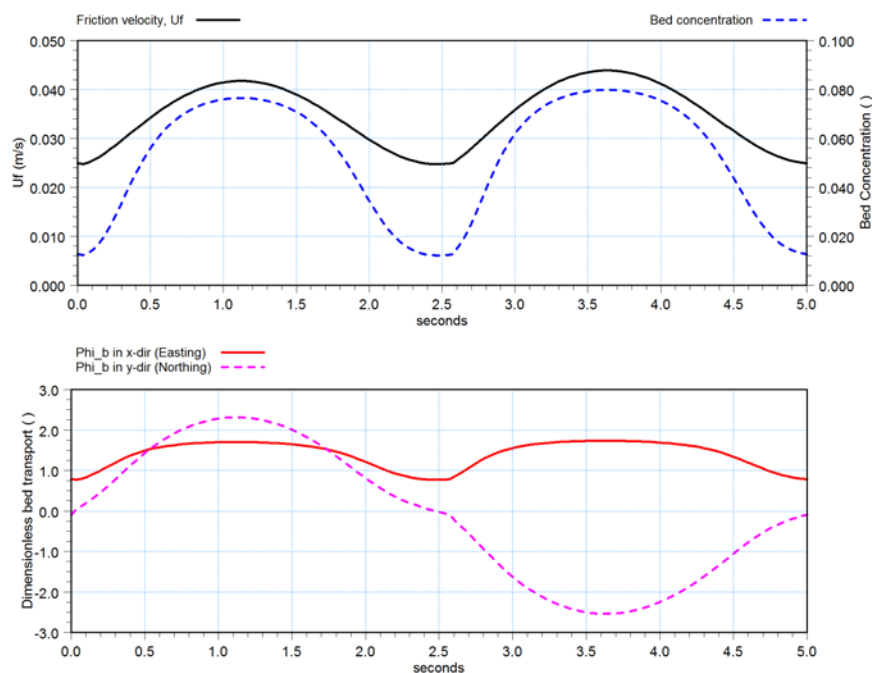 Friction velocity, Uf
Bed concentration
0.050
0.040
0.030
0.020
0.010
0.000
Uf (m/s)
0.100
0.080
0.060
0.040
0.020
0.000
Bed Concentration ( )
0.0 0.5 1.0 1.5 2.0 2.5 3.0 3.5 4.0 4.5 5.0
seconds
Phi_b in x-dir (Easting)
Phi_b in y-dir (Northing)
3.0
2.0
1.0
0.0
-1.0
-2.0
-3.0
Dimensionless bed transport ( )
0.0 0.5 1.0 1.5 2.0 2.5 3.0 3.5 4.0 4.5 5.0
seconds